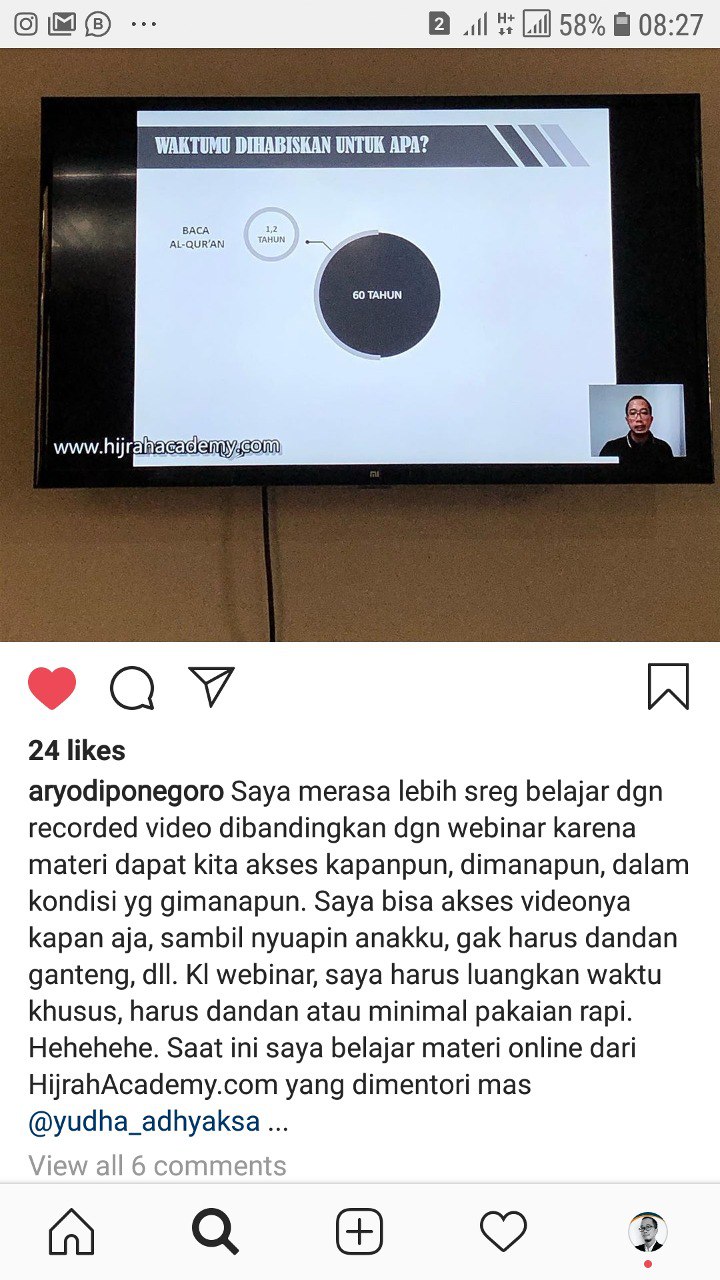 2 H+ 58% 08:27
WAKTUMU DIHABISKAN UNTUK APA?
BACA
AL-QUR'AN
1,2
TAHUN
60 TAHUN
www.hijrahacademy.com
mi
24 likes
aryodiponegoro Saya merasa lebih sreg belajar dgn
recorded video dibandingkan dgn webinar karena
materi dapat kita akses kapanpun, dimanapun, dalam
kondisi yg gimanapun. Saya bisa akses videonya
kapan aja, sambil nyuapin anakku, gak harus dandan
ganteng, dll. Kl webinar, saya harus luangkan waktu
khusus, harus dandan atau minimal pakaian rapi.
Hehehehe. Saat ini saya belajar materi online dari
HijrahAcademy.com yang dimentori mas
@yudha_adhyaksa ...
View all 6 comments